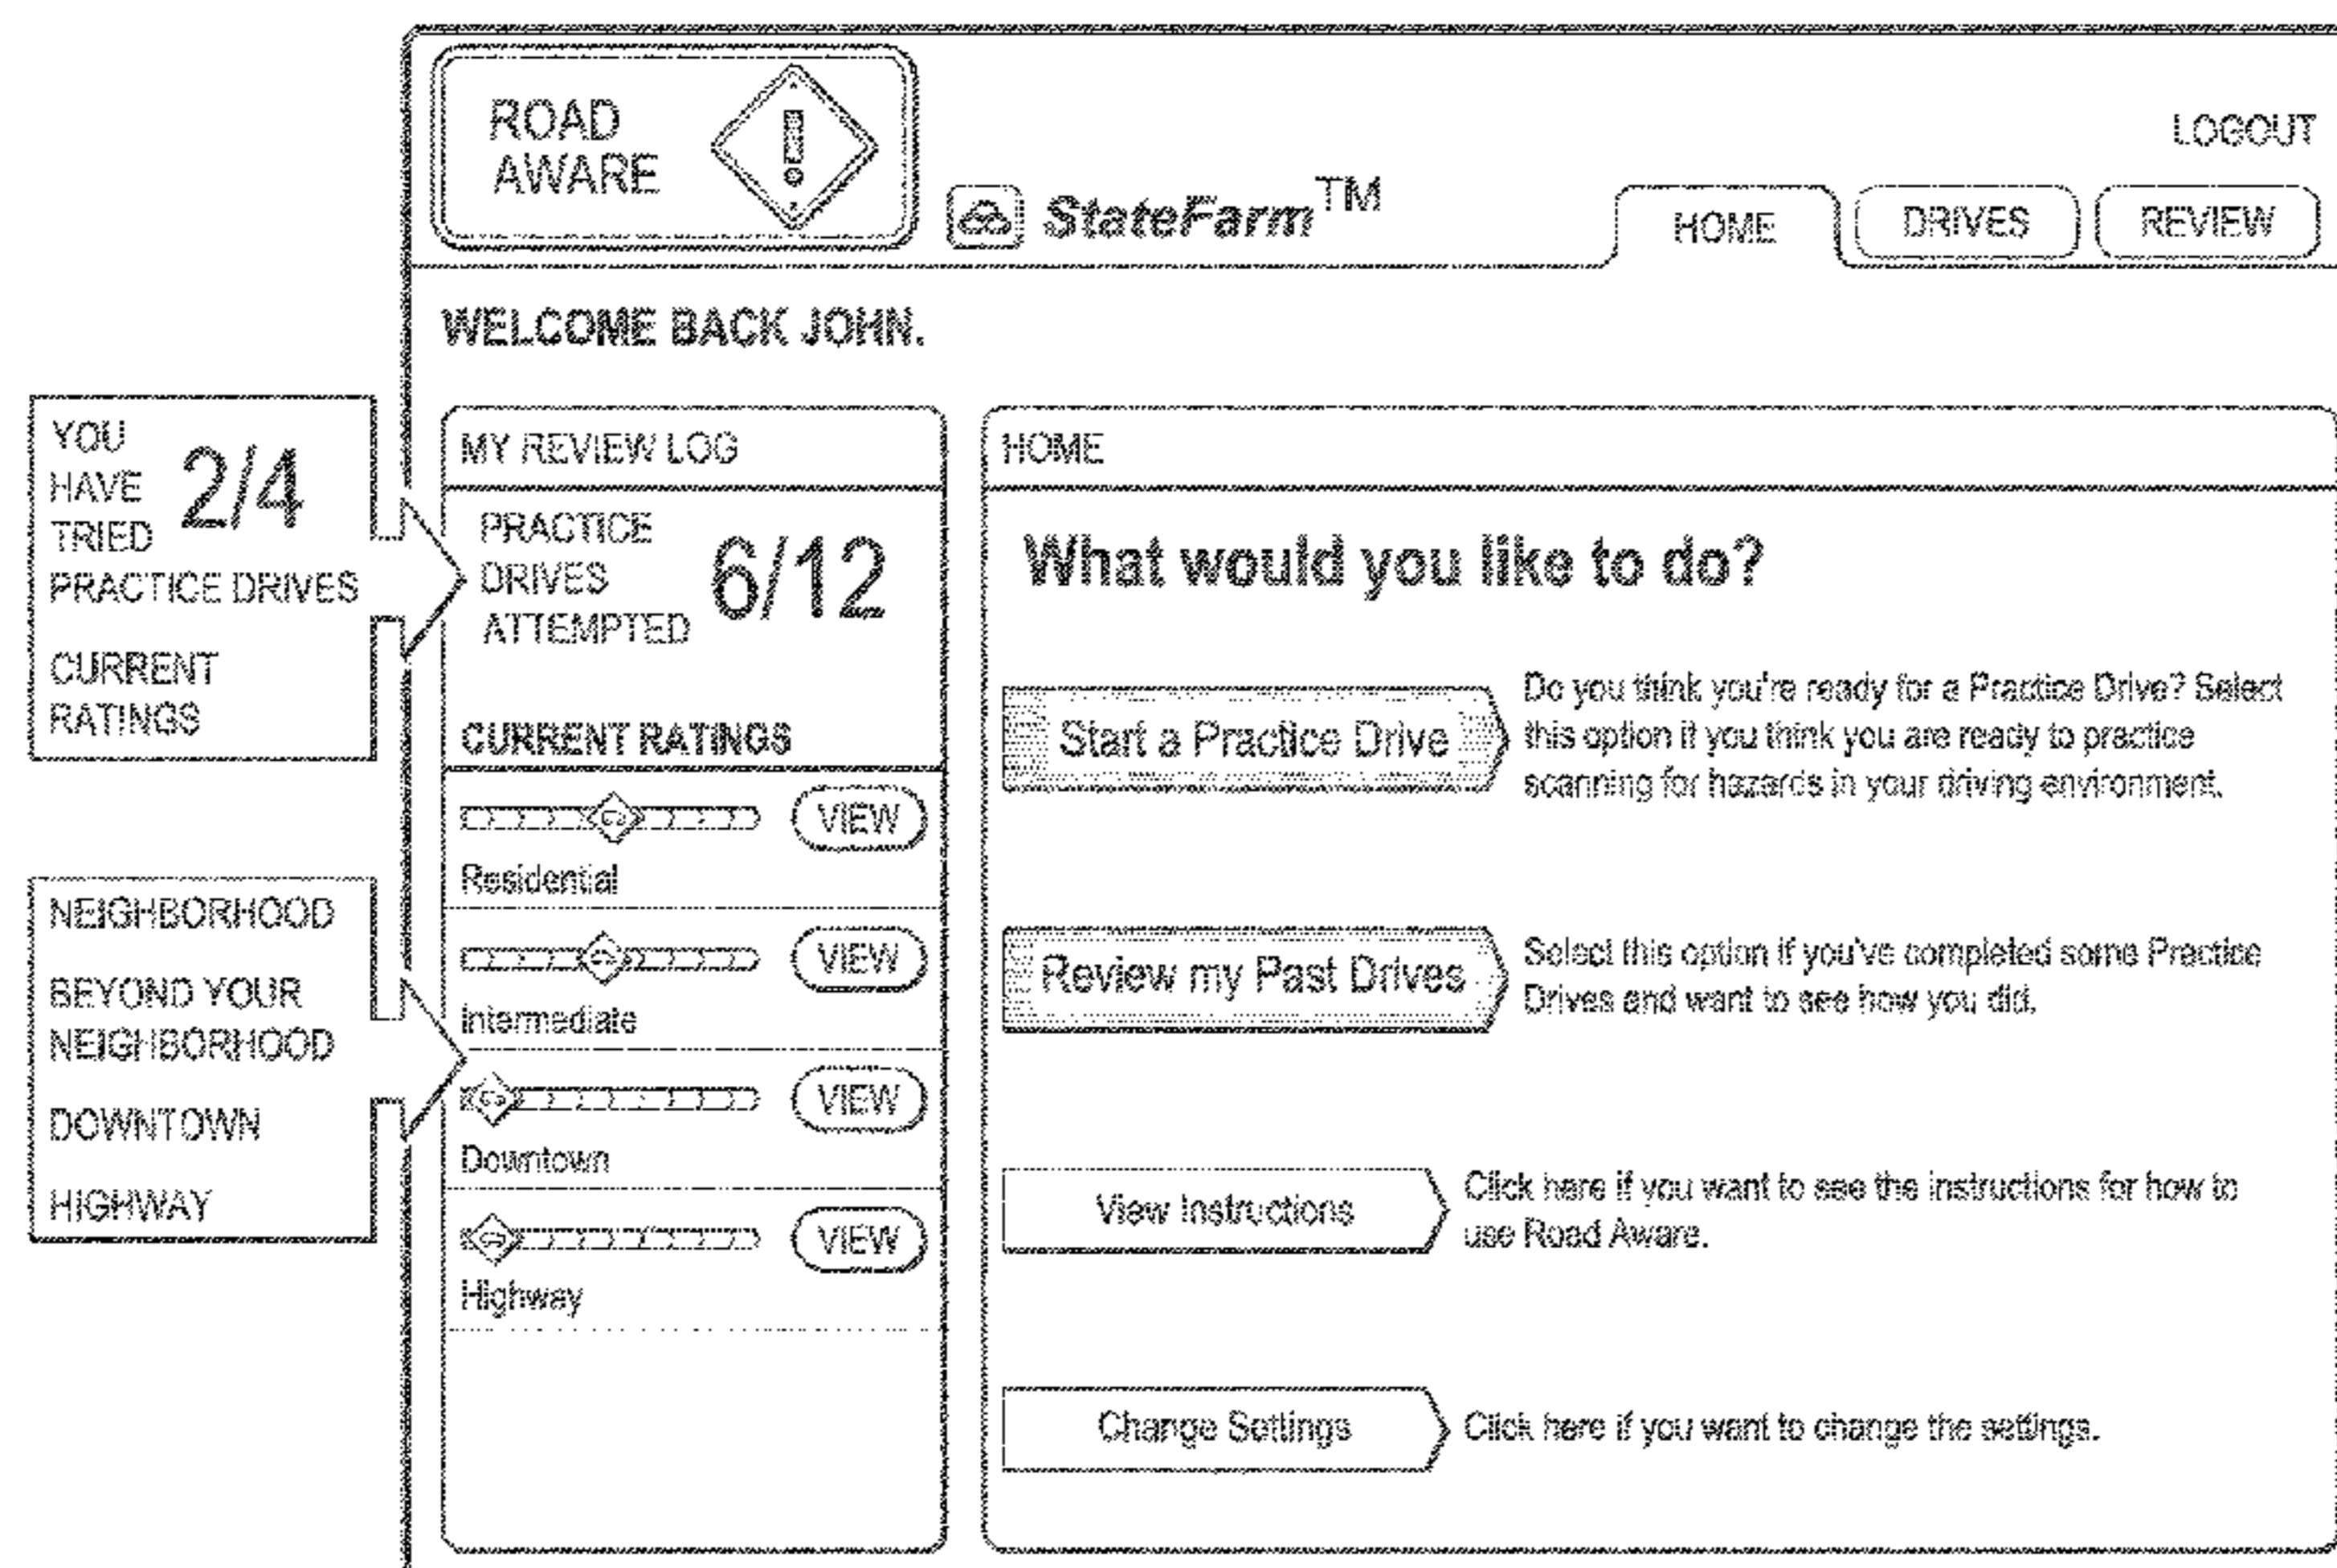 ROAD
AWARE
StateFarm™
LOGOUT
HOME
DRIVES
REVIEW
WELCOME BACK JOHN.
YOU
HAVE
TRIED
2/4
PRACTICE DRIVES
CURRENT
RATINGS
NEIGHBORHOOD
BEYOND YOUR
NEIGHBORHOOD
DOWNTOWN
HIGHWAY
MY REVIEW LOG
PRACTICE
DRIVES
ATTEMPTED
6/12
CURRENT RATINGS
VIEW
Residential
VIEW
Intermediate
VIEW
Downtown
VIEW
Highway
HOME
What would you like to do?
Start a Practice Drive
Do you think you're ready for a Practice Drive? Select
this option if you think you are ready to practice
scanning for hazards in your driving environment.
Review my Past Drives
Select this option if you've completed some Practice
Drives and want to see how you did.
View Instructions
Click here if you want to see the instructions for how to
use Road Aware.
Change Settings
Click here if you want to change the settings.